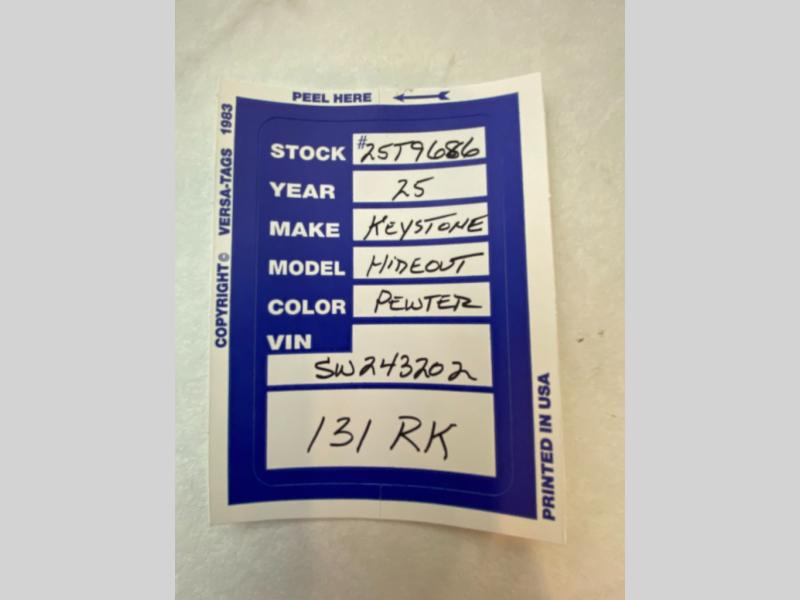 PEEL HERE
STOCK #25T9686
YEAR 25
MAKE KEYSTONE
MODEL HIDEOUT
COLOR PEWTER
VIN
SW243202
131 RK
COPYRIGHT© VERSA-TAGS 1983
PRINTED IN USA